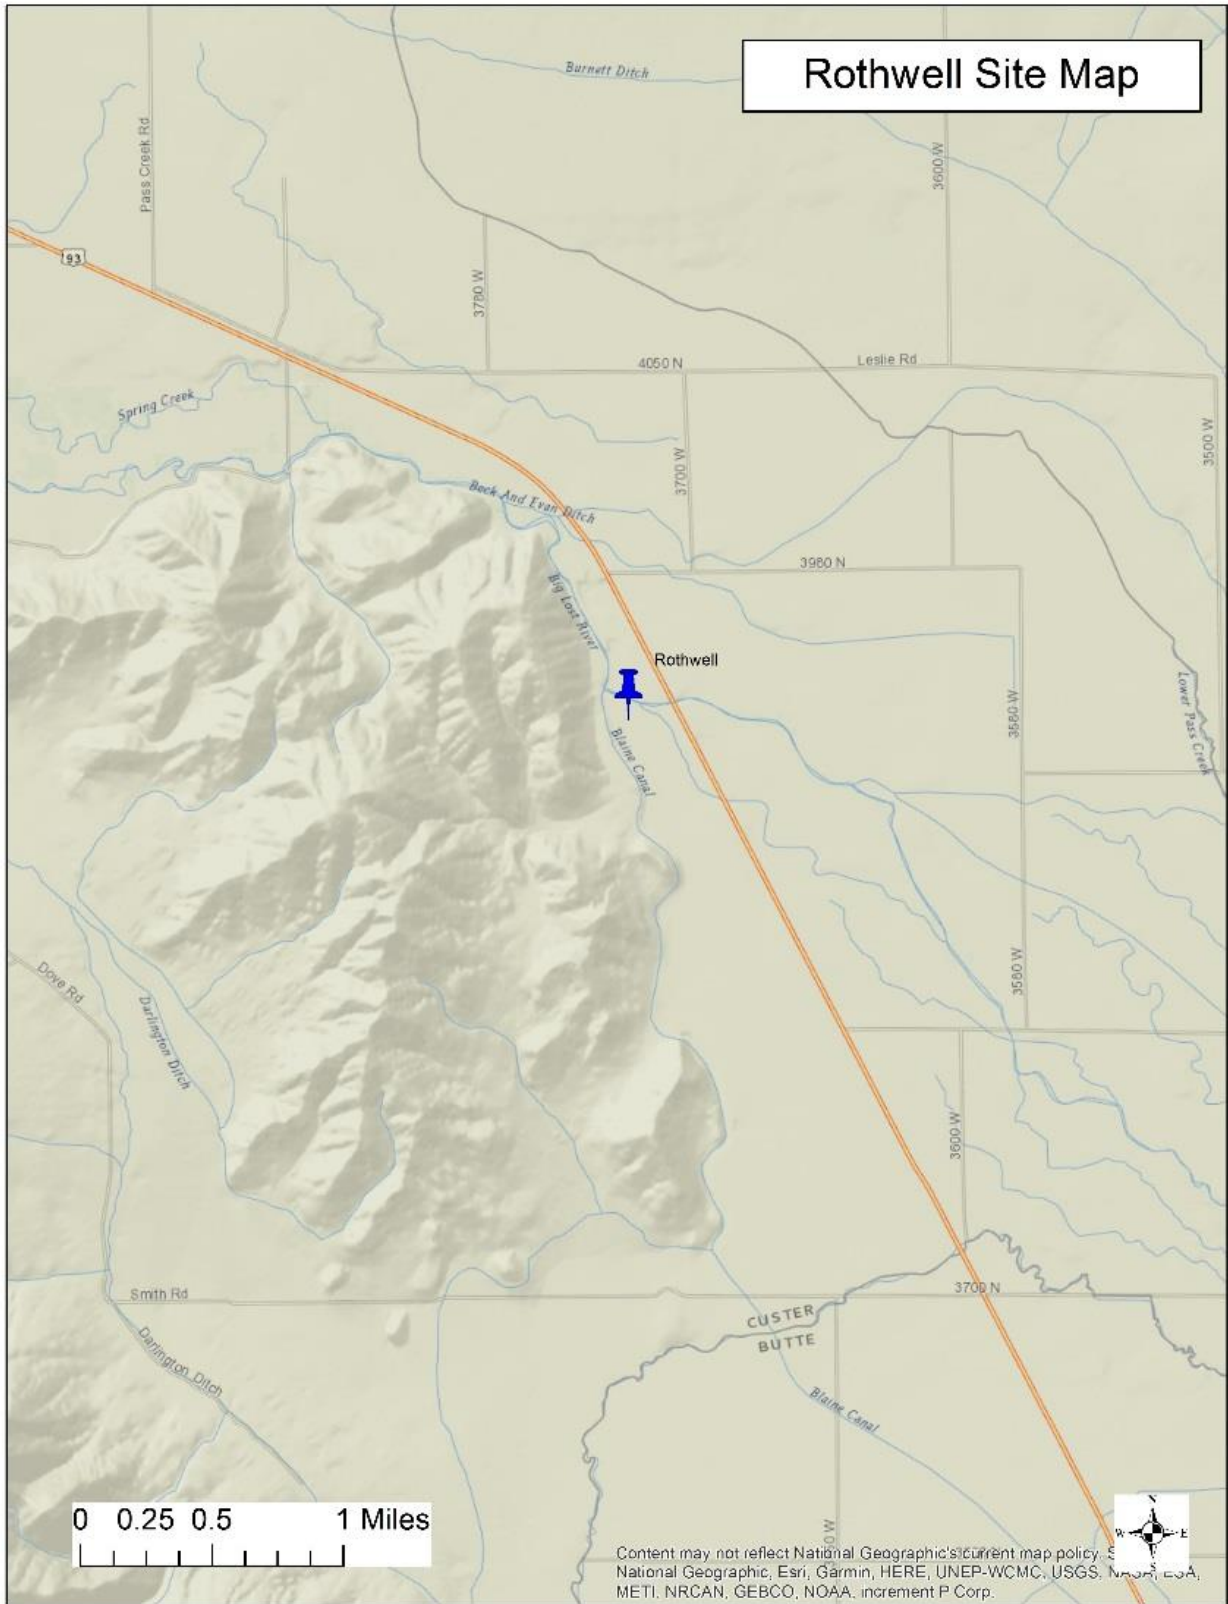 Rothwell Site Map
Burnett Ditch
Pass Creek Rd
3600 W
93
3780 W
4050 N
Leslie Rd
Spring Creek
3700 W
3500 W
Beck And Evan Ditch
3980 N
Big Lost River
Rothwell
Lower Pass Creek
3560 W
Blaine Canal
Dove Rd
Darlington Ditch
3560 W
3600 W
Smith Rd
3700 N
CUSTER
BUTTE
Darlington Ditch
Blaine Canal
0 0.25 0.5 1 Miles
N
W E
S
Content may not reflect National Geographic's current map policy.
National Geographic, Esri, Garmin, HERE, UNEP-WCMC, USGS, NASA, ESA,
METI, NRCAN, GEBCO, NOAA, increment P Corp.